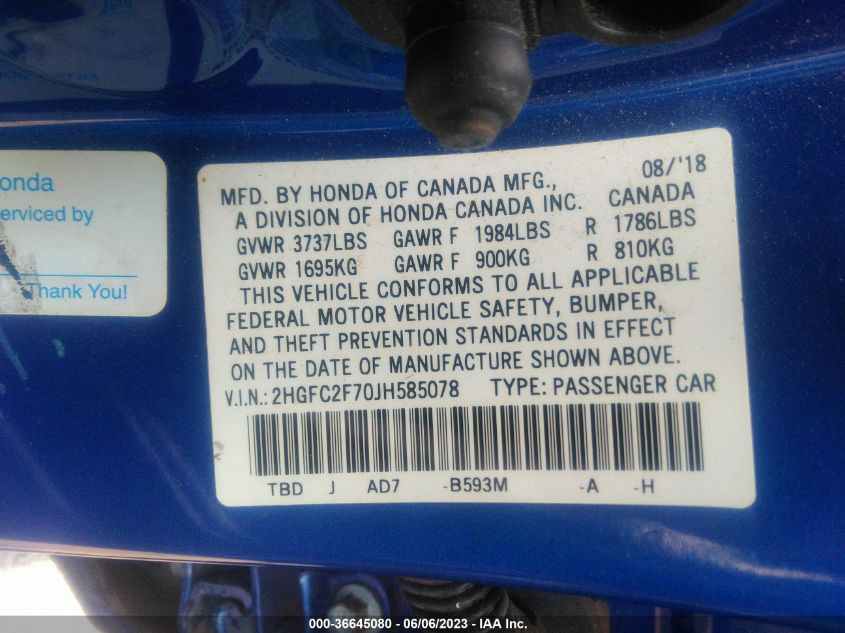 onda
serviced by
Thank You!
08/'18
MFD. BY HONDA OF CANADA MFG.,
A DIVISION OF HONDA CANADA INC. CANADA
GVWR 3737LBS GAWR F 1984LBS R 1786LBS
GVWR 1695KG GAWR F 900KG R 810KG
THIS VEHICLE CONFORMS TO ALL APPLICABLE
FEDERAL MOTOR VEHICLE SAFETY, BUMPER,
AND THEFT PREVENTION STANDARDS IN EFFECT
ON THE DATE OF MANUFACTURE SHOWN ABOVE.
V.I.N.: 2HGFC2F70JH585078 TYPE: PASSENGER CAR
TBD J AD7 -B593M -A -H
000-36645080 - 06/06/2023 - IAA Inc.